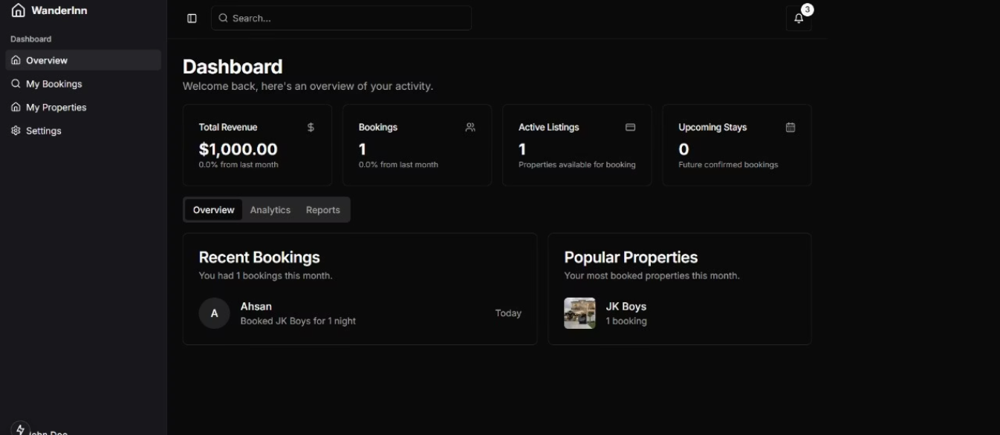 WanderInn
Dashboard
Overview
My Bookings
My Properties
Settings
John Doe
Search...
3
Dashboard
Welcome back, here's an overview of your activity.
Total Revenue
$1,000.00
0.0% from last month
Bookings
1
0.0% from last month
Active Listings
1
Properties available for booking
Upcoming Stays
0
Future confirmed bookings
Overview Analytics Reports
Recent Bookings
You had 1 bookings this month.
A
Ahsan
Booked JK Boys for 1 night
Today
Popular Properties
Your most booked properties this month.
JK Boys
1 booking